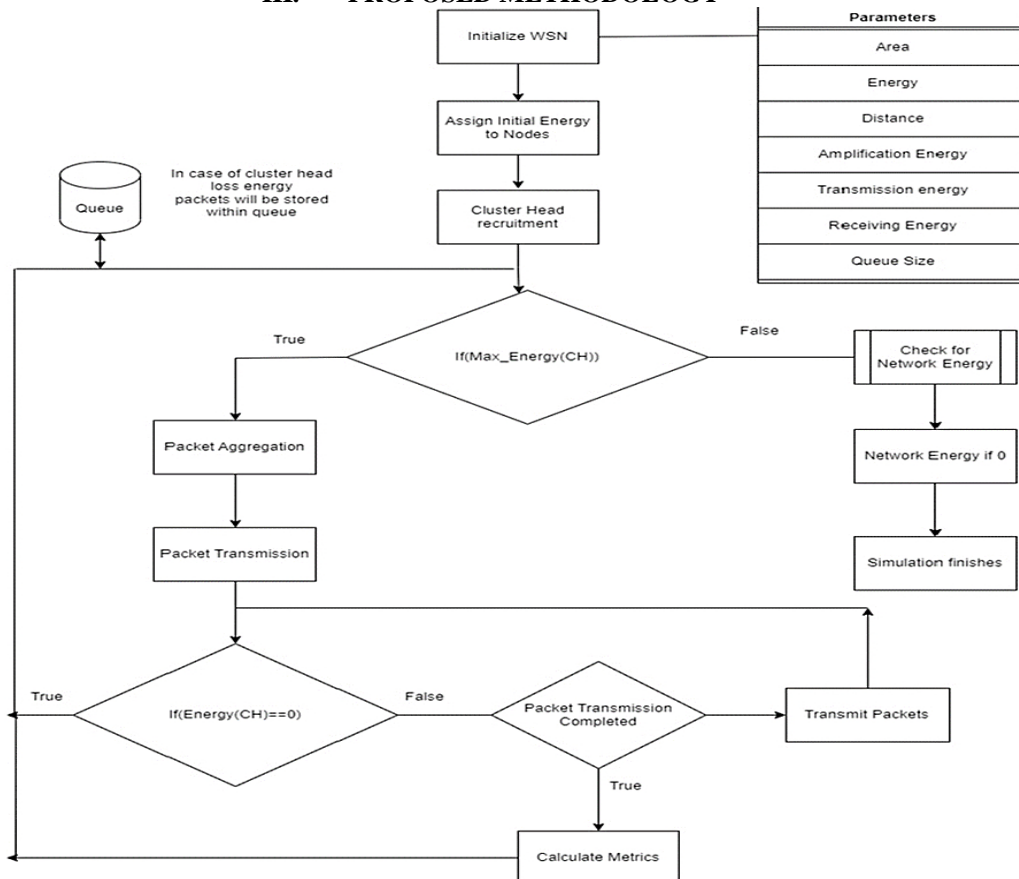 III. PROPOSED METHODOLOGY
Initialize WSN
Parameters
Area
Energy
Distance
Amplification Energy
Transmission energy
Receiving Energy
Queue Size
Assign Initial Energy
to Nodes
Cluster Head
recruitment
Queue
In case of cluster head
loss energy
packets will be stored
within queue
If(Max_Energy(CH))
True
False
Check for
Network Energy
Network Energy if 0
Simulation finishes
Packet Aggregation
Packet Transmission
If(Energy(CH)==0)
True
False
Packet Transmission
Completed
Transmit Packets
True
Calculate Metrics